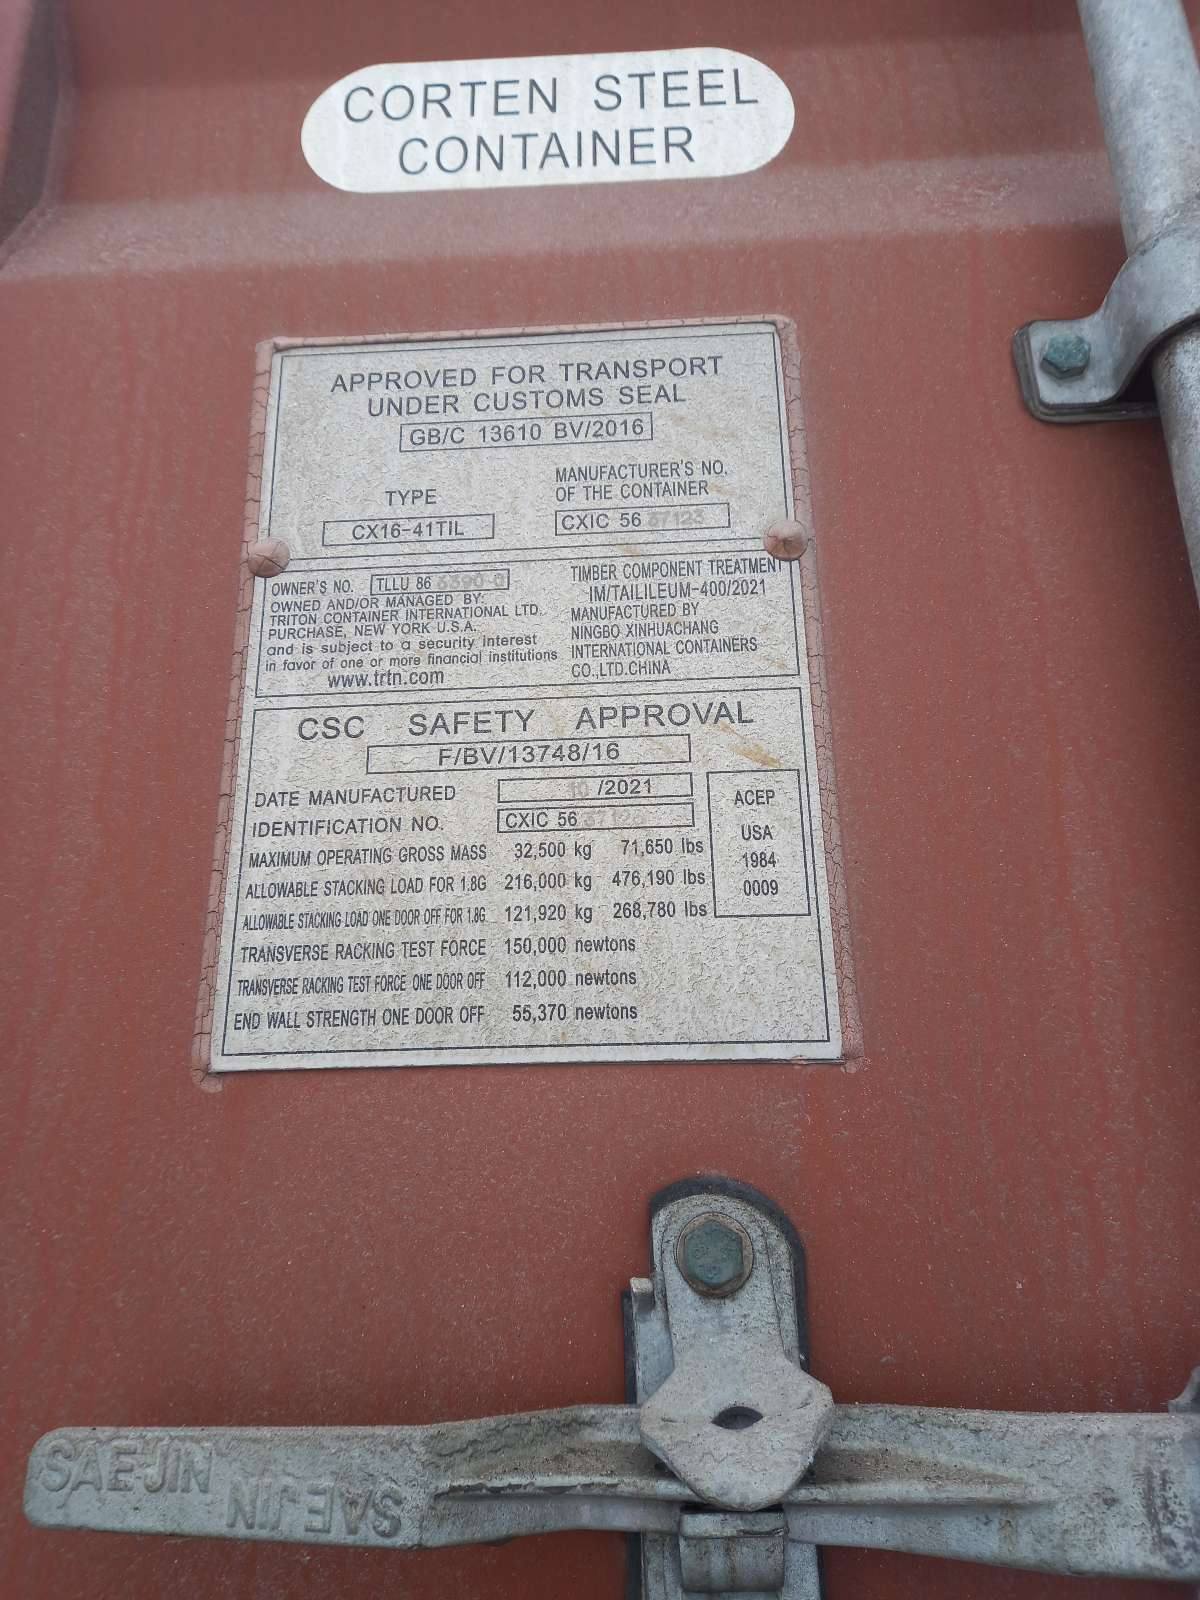 CORTEN STEEL
CONTAINER
APPROVED FOR TRANSPORT
UNDER CUSTOMS SEAL
GB/C 13610 BV/2016
TYPE
CX16-41TIL
MANUFACTURER'S NO.
OF THE CONTAINER
CXIC 56
OWNER'S NO. TLLU 86
OWNED AND/OR MANAGED BY:
TRITON CONTAINER INTERNATIONAL LTD.
PURCHASE, NEW YORK U.S.A.
and is subject to a security interest
in favor of one or more financial institutions
www.trtn.com
TIMBER COMPONENT TREATMENT
IM/TAILILEUM-400/2021
MANUFACTURED BY
NINGBO XINHUACHANG
INTERNATIONAL CONTAINERS
CO.,LTD.CHINA
CSC SAFETY APPROVAL
F/BV/13748/16
DATE MANUFACTURED 10 /2021
IDENTIFICATION NO. CXIC 56
MAXIMUM OPERATING GROSS MASS 32,500 kg 71,650 lbs
ALLOWABLE STACKING LOAD FOR 1.8G 216,000 kg 476,190 lbs
ALLOWABLE STACKING LOAD ONE DOOR OFF FOR 1.8G 121,920 kg 268,780 lbs
TRANSVERSE RACKING TEST FORCE 150,000 newtons
TRANSVERSE RACKING TEST FORCE ONE DOOR OFF 112,000 newtons
END WALL STRENGTH ONE DOOR OFF 55,370 newtons
ACEP
USA
1984
0009
SAEJIN
SAEJIN